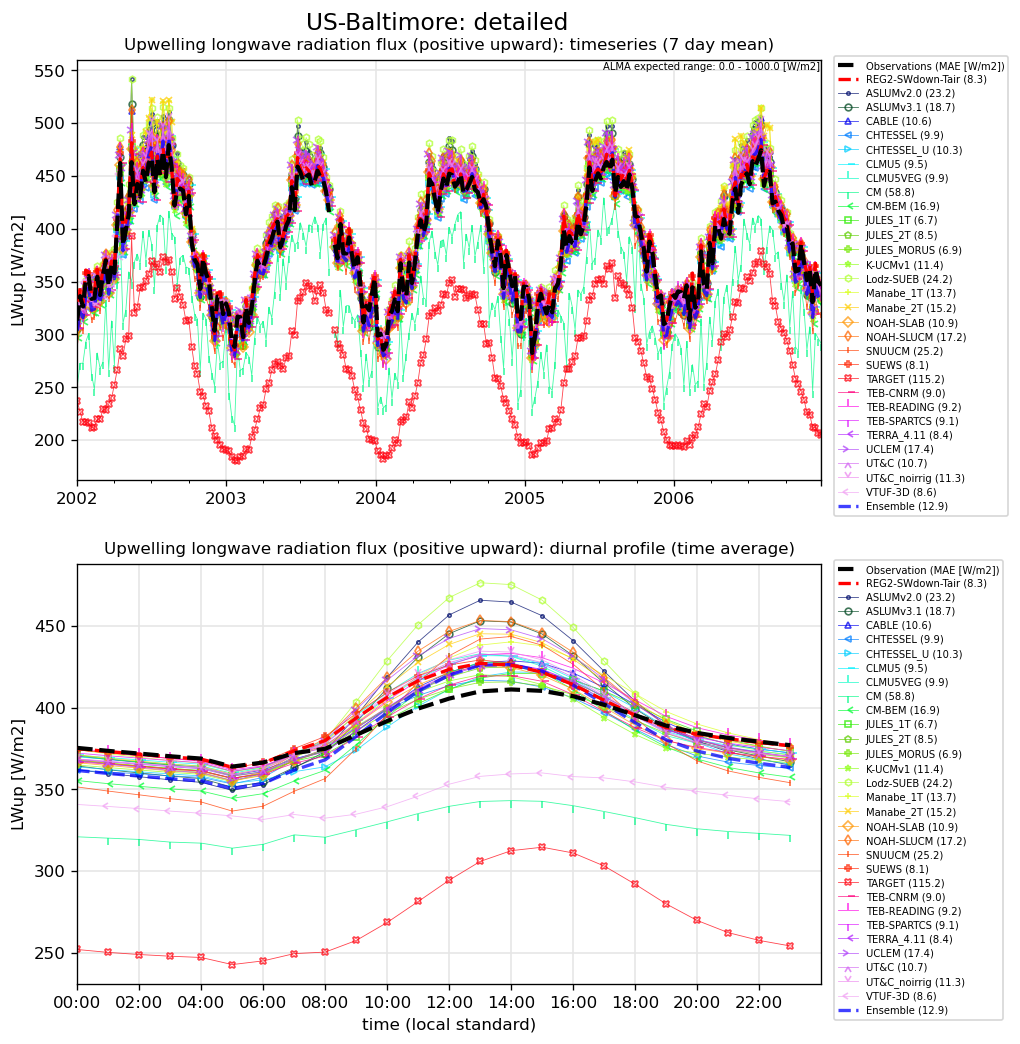 US-Baltimore: detailed
Upwelling longwave radiation flux (positive upward): timeseries (7 day mean)
ALMA expected range: 0.0 - 1000.0 [W/m2]
LWup [W/m2]
550
500
450
400
350
300
250
200
2002
2003
2004
2005
2006
Observations (MAE [W/m2])
REG2-SWdown-Tair (8.3)
ASLUMv2.0 (23.2)
ASLUMv3.1 (18.7)
CABLE (10.6)
CHTESSEL (9.9)
CHTESSEL_U (10.3)
CLMU5 (9.5)
CLMU5VEG (9.9)
CM (58.8)
CM-BEM (16.9)
JULES_1T (6.7)
JULES_2T (8.5)
JULES_MORUS (6.9)
K-UCMv1 (11.4)
Lodz-SUEB (24.2)
Manabe_1T (13.7)
Manabe_2T (15.2)
NOAH-SLAB (10.9)
NOAH-SLUCM (17.2)
SNUUCM (25.2)
SUEWS (8.1)
TARGET (115.2)
TEB-CNRM (9.0)
TEB-READING (9.2)
TEB-SPARTCS (9.1)
TERRA_4.11 (8.4)
UCLEM (17.4)
UT&C (10.7)
UT&C_noirrig (11.3)
VTUF-3D (8.6)
Ensemble (12.9)
Upwelling longwave radiation flux (positive upward): diurnal profile (time average)
LWup [W/m2]
450
400
350
300
250
00:00
02:00
04:00
06:00
08:00
10:00
12:00
14:00
16:00
18:00
20:00
22:00
time (local standard)
Observation (MAE [W/m2])
REG2-SWdown-Tair (8.3)
ASLUMv2.0 (23.2)
ASLUMv3.1 (18.7)
CABLE (10.6)
CHTESSEL (9.9)
CHTESSEL_U (10.3)
CLMU5 (9.5)
CLMU5VEG (9.9)
CM (58.8)
CM-BEM (16.9)
JULES_1T (6.7)
JULES_2T (8.5)
JULES_MORUS (6.9)
K-UCMv1 (11.4)
Lodz-SUEB (24.2)
Manabe_1T (13.7)
Manabe_2T (15.2)
NOAH-SLAB (10.9)
NOAH-SLUCM (17.2)
SNUUCM (25.2)
SUEWS (8.1)
TARGET (115.2)
TEB-CNRM (9.0)
TEB-READING (9.2)
TEB-SPARTCS (9.1)
TERRA_4.11 (8.4)
UCLEM (17.4)
UT&C (10.7)
UT&C_noirrig (11.3)
VTUF-3D (8.6)
Ensemble (12.9)